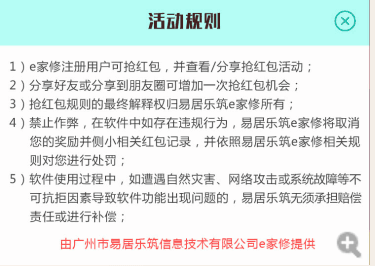 活动规则
1）e家修注册用户可抢红包，并查看/分享抢红包活动；
2）分享好友或分享到朋友圈可增加一次抢红包机会；
3）抢红包规则的最终解释权归易居乐筑e家修所有；
4）禁止作弊，在软件中如存在违规行为，易居乐筑e家修将取消
您的奖励并侧小相关红包记录，并依照易居乐筑e家修相关规
则对您进行处罚；
5）软件使用过程中，如遭遇自然灾害、网络攻击或系统故障等不
可抗拒因素导致软件功能出现问题的，易居乐筑无须承担赔偿
责任或进行补偿；
由广州市易居乐筑信息技术有限公司e家修提供